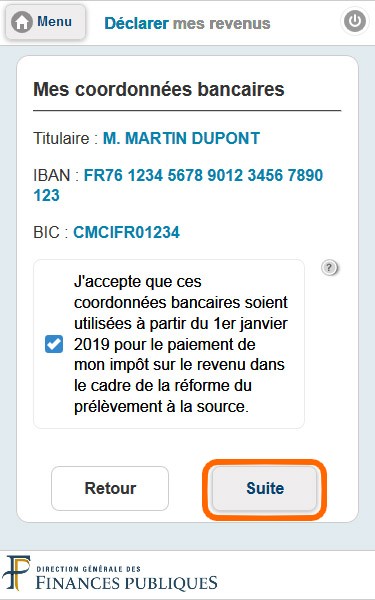 Menu
Déclarer mes revenus
Mes coordonnées bancaires
Titulaire : M. MARTIN DUPONT
IBAN : FR76 1234 5678 9012 3456 7890
123
BIC : CMCIFR01234
?
J'accepte que ces
coordonnées bancaires soient
utilisées à partir du 1er janvier
2019 pour le paiement de
mon impôt sur le revenu dans
le cadre de la réforme du
prélèvement à la source.
Retour
Suite
DIRECTION GÉNÉRALE DES
FINANCES PUBLIQUES